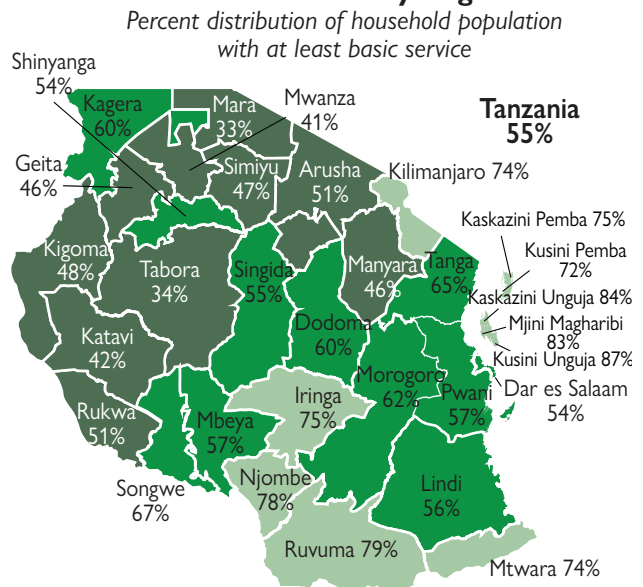 Percent distribution of household population
with at least basic service
Shinyanga
54%
Kagera
60%
Mara
33%
Mwanza
41%
Tanzania
55%
Geita
46%
Simiyu
47%
Arusha
51%
Kilimanjaro 74%
Kaskazini Pemba 75%
Kusini Pemba
72%
Kaskazini Unguja 84%
Mjini Magharibi
83%
Kusini Unguja 87%
Kigoma
48%
Tabora
34%
Singida
55%
Manyara
46%
Tanga
65%
Dodoma
60%
Katavi
42%
Morogoro
62%
Pwani
57%
Dar es Salaam
54%
Rukwa
51%
Mbeya
57%
Iringa
75%
Songwe
67%
Njombe
78%
Lindi
56%
Ruvuma 79%
Mtwara 74%